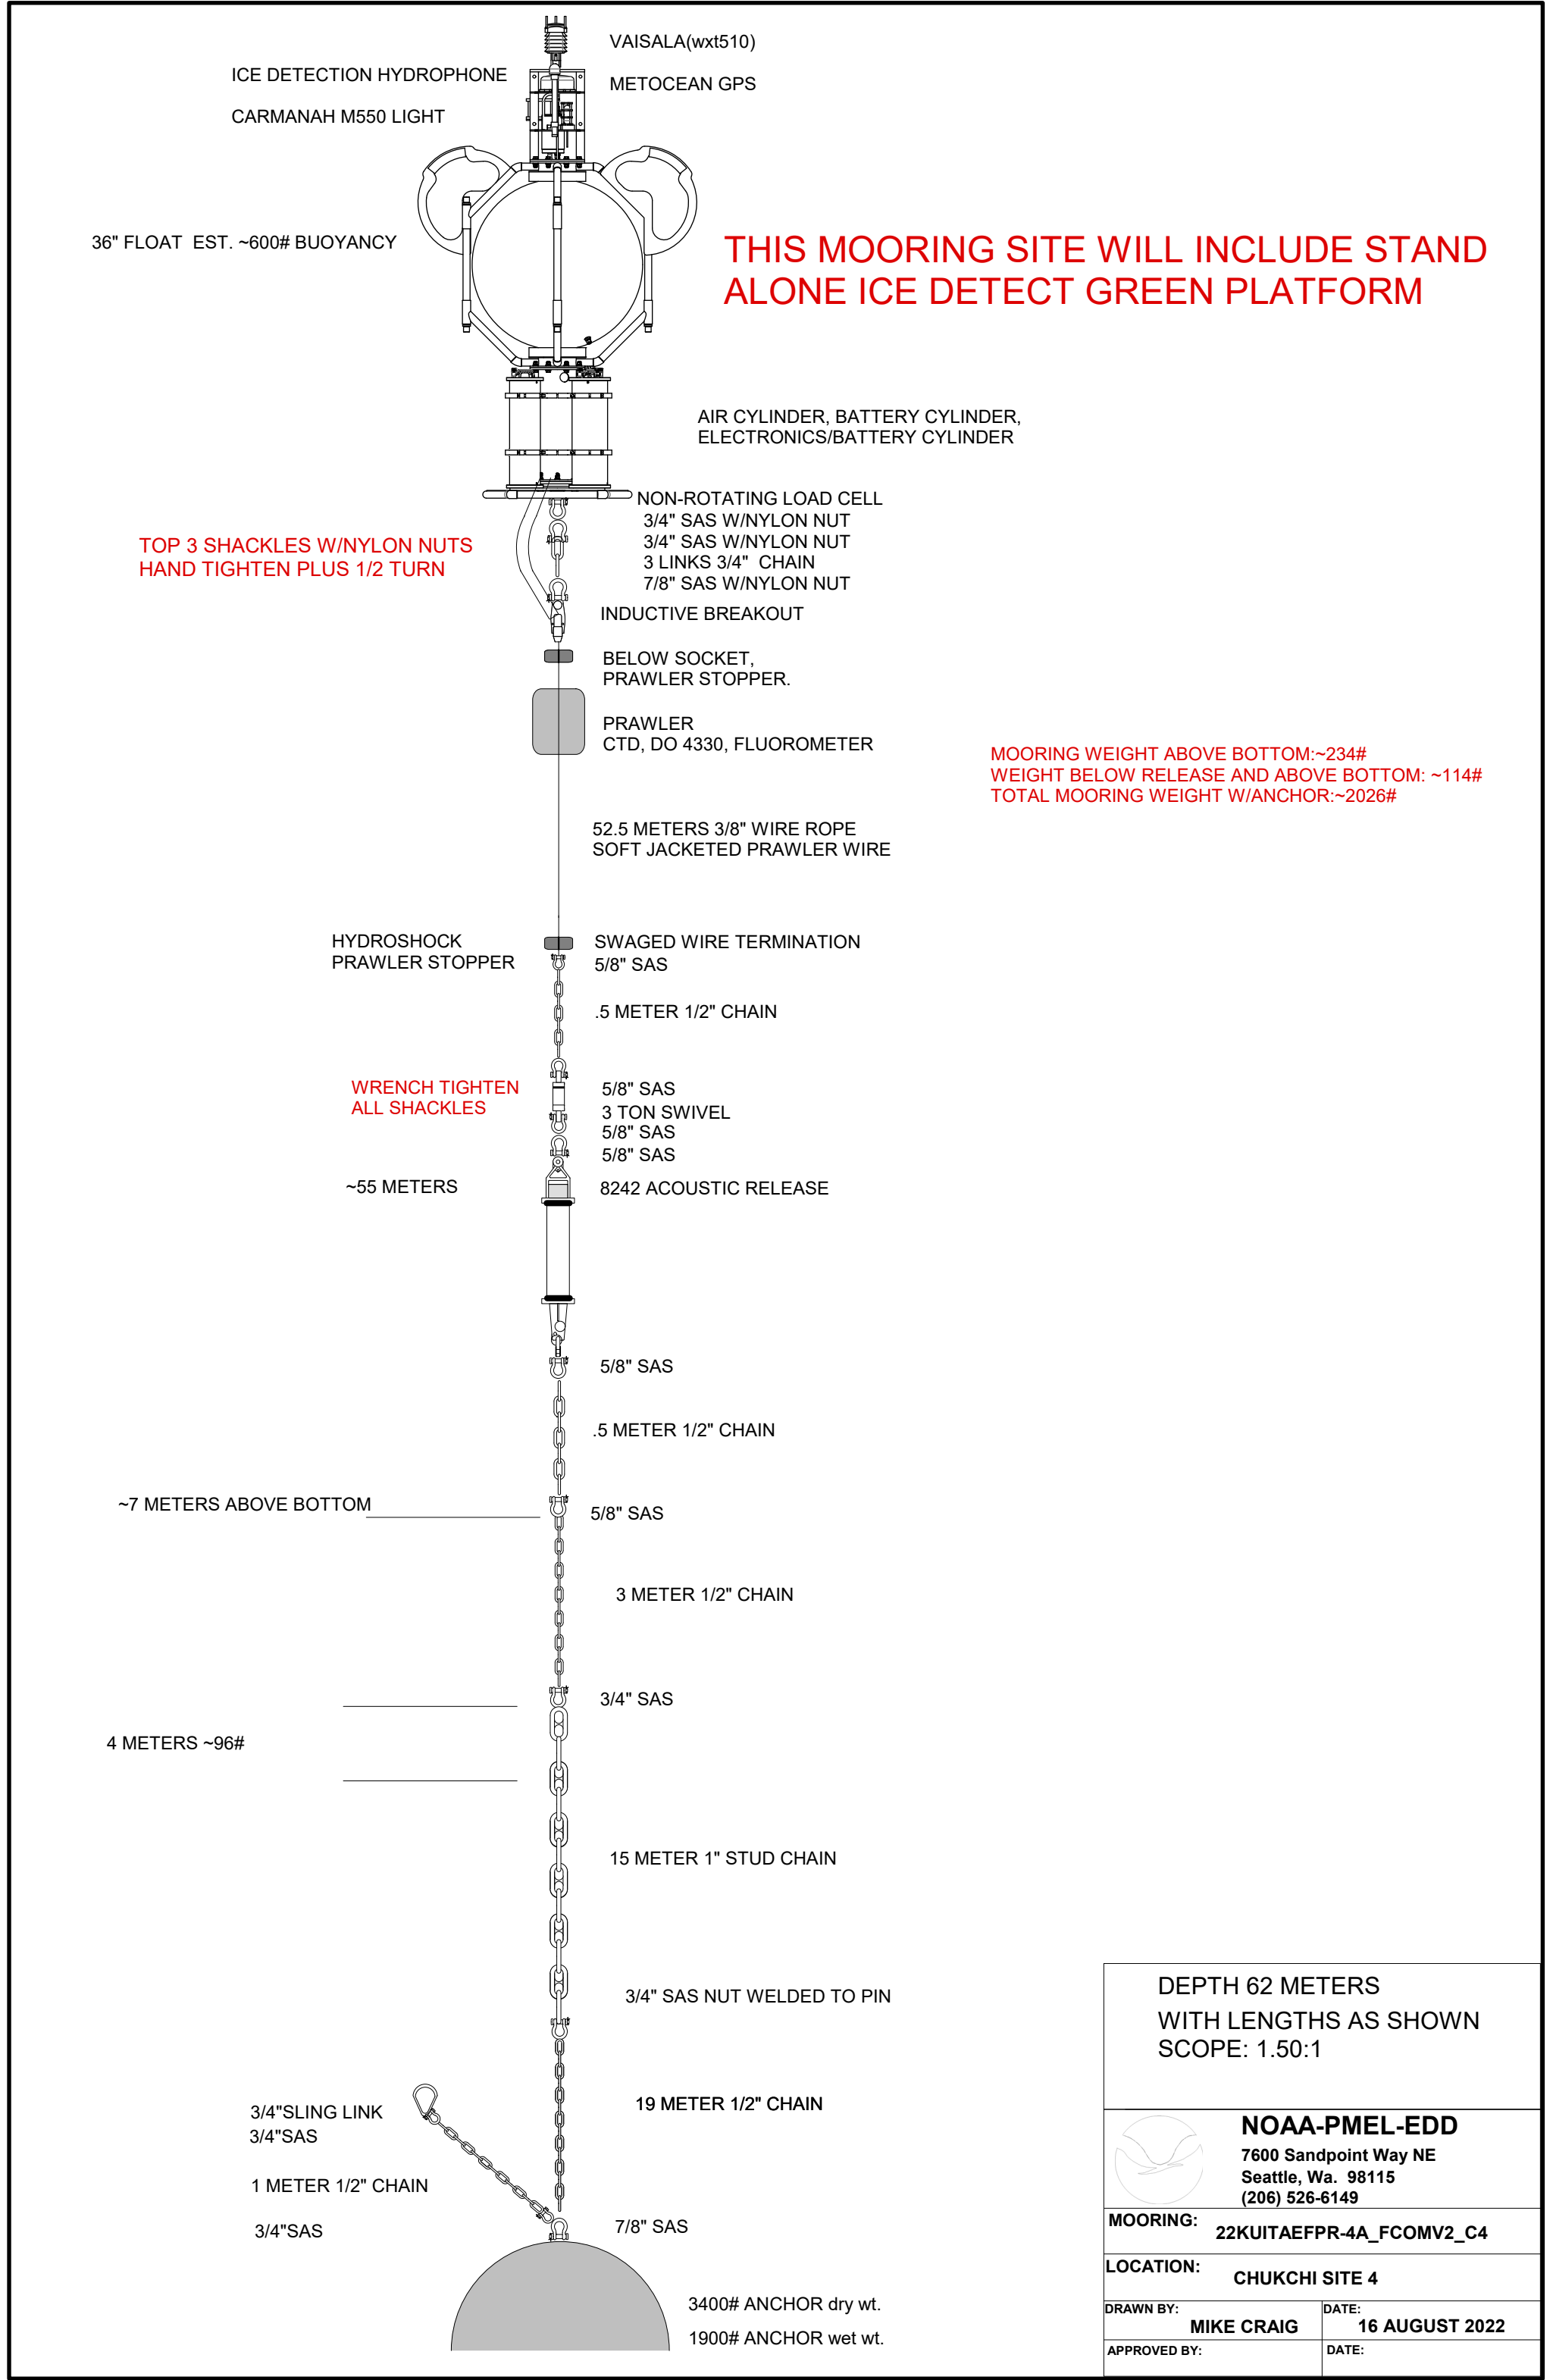 VAISALA(wxt510)
ICE DETECTION HYDROPHONE
METOCEAN GPS
CARMANAH M550 LIGHT
36" FLOAT  EST. ~600# BUOYANCY
THIS MOORING SITE WILL INCLUDE STAND
ALONE ICE DETECT GREEN PLATFORM
AIR CYLINDER, BATTERY CYLINDER,
ELECTRONICS/BATTERY CYLINDER
NON-ROTATING LOAD CELL
3/4" SAS W/NYLON NUT
3/4" SAS W/NYLON NUT
3 LINKS 3/4"  CHAIN
7/8" SAS W/NYLON NUT
TOP 3 SHACKLES W/NYLON NUTS
HAND TIGHTEN PLUS 1/2 TURN
INDUCTIVE BREAKOUT
BELOW SOCKET,
PRAWLER STOPPER.
PRAWLER
CTD, DO 4330, FLUOROMETER
MOORING WEIGHT ABOVE BOTTOM:~234#
WEIGHT BELOW RELEASE AND ABOVE BOTTOM: ~114#
TOTAL MOORING WEIGHT W/ANCHOR:~2026#
52.5 METERS 3/8" WIRE ROPE
SOFT JACKETED PRAWLER WIRE
HYDROSHOCK
PRAWLER STOPPER
SWAGED WIRE TERMINATION
5/8" SAS
.5 METER 1/2" CHAIN
WRENCH TIGHTEN
ALL SHACKLES
5/8" SAS
3 TON SWIVEL
5/8" SAS
5/8" SAS
~55 METERS
8242 ACOUSTIC RELEASE
5/8" SAS
.5 METER 1/2" CHAIN
~7 METERS ABOVE BOTTOM
5/8" SAS
3 METER 1/2" CHAIN
3/4" SAS
4 METERS ~96#
15 METER 1" STUD CHAIN
3/4" SAS NUT WELDED TO PIN
19 METER 1/2" CHAIN
3/4"SLING LINK
3/4"SAS
1 METER 1/2" CHAIN
3/4"SAS
7/8" SAS
3400# ANCHOR dry wt.
1900# ANCHOR wet wt.
DEPTH 62 METERS
WITH LENGTHS AS SHOWN
SCOPE: 1.50:1
NOAA-PMEL-EDD
7600 Sandpoint Way NE
Seattle, Wa.  98115
(206) 526-6149
MOORING: 22KUITAEFPR-4A_FCOMV2_C4
LOCATION: CHUKCHI SITE 4
DRAWN BY: MIKE CRAIG
DATE: 16 AUGUST 2022
APPROVED BY:
DATE: